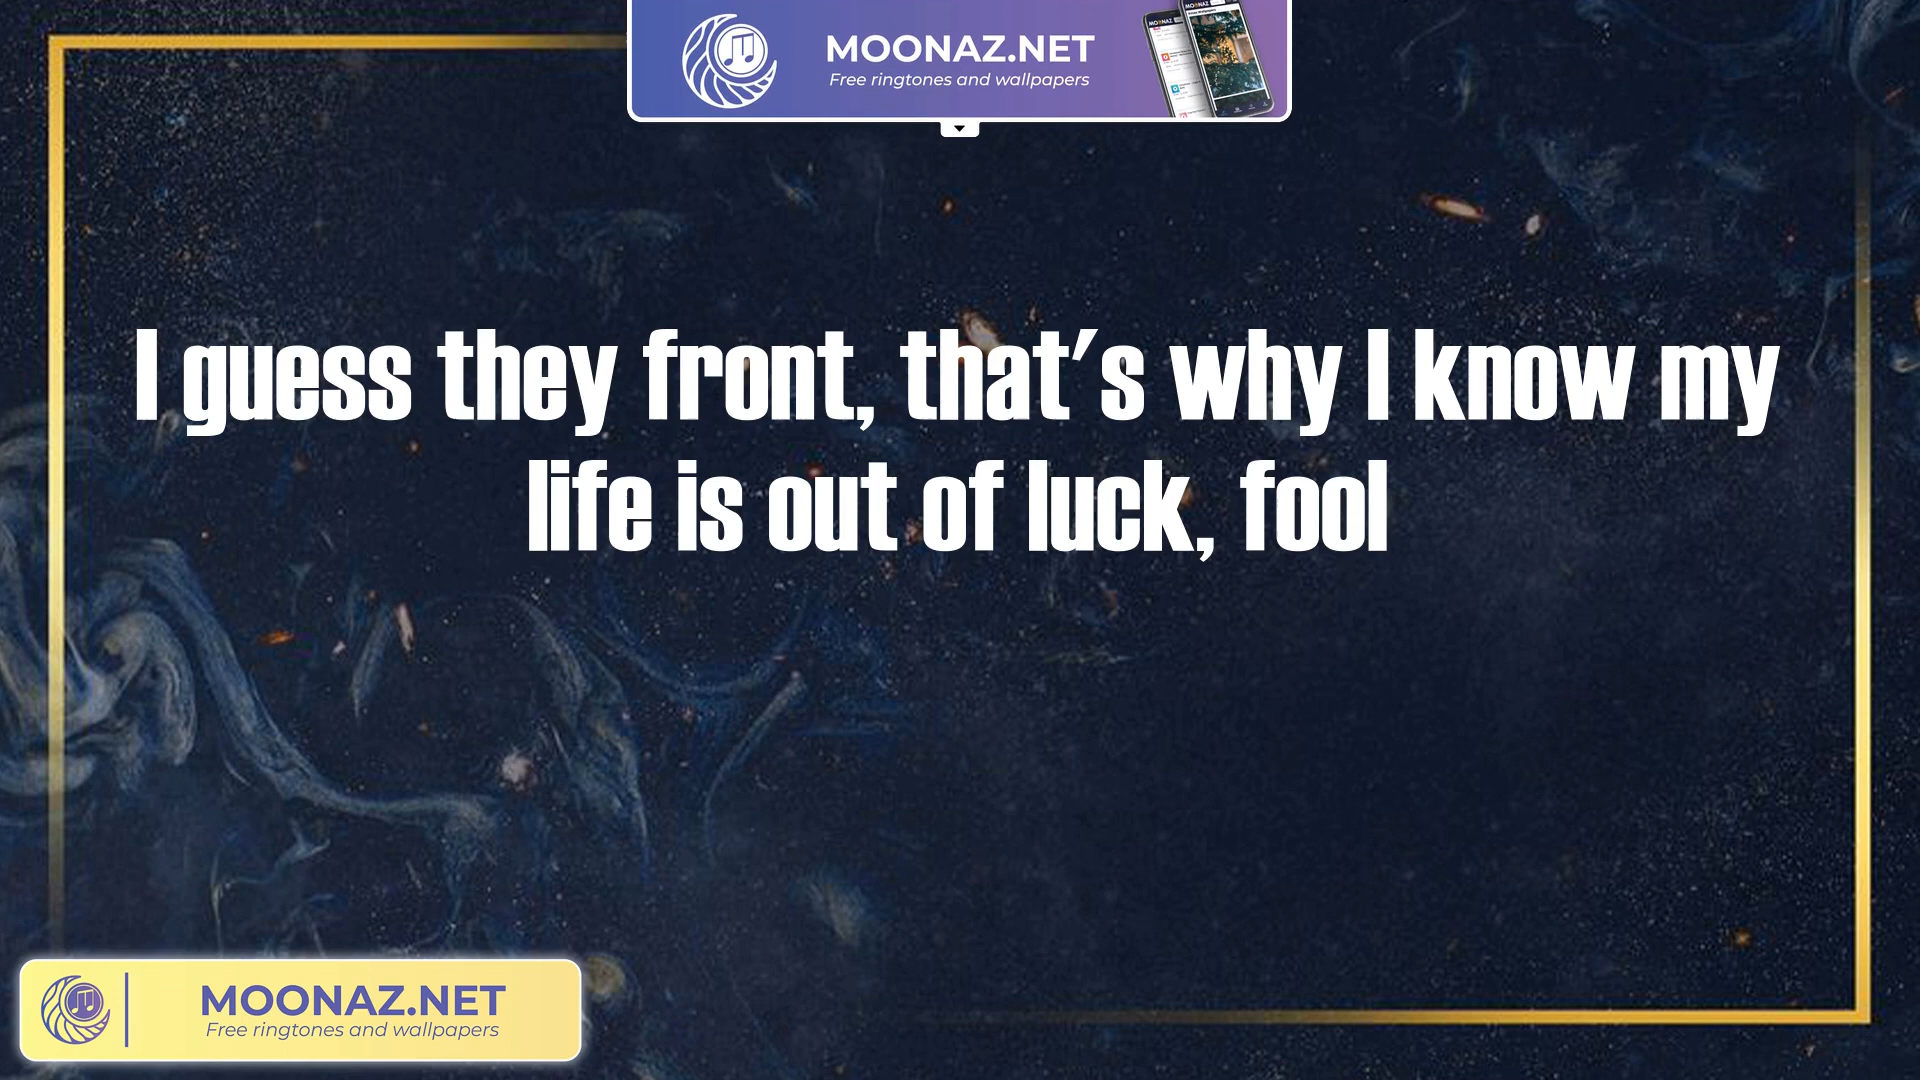 MOONAZ.NET
Free ringtones and wallpapers
I guess they front, that's why I know my
life is out of luck, fool
MOONAZ.NET
Free ringtones and wallpapers